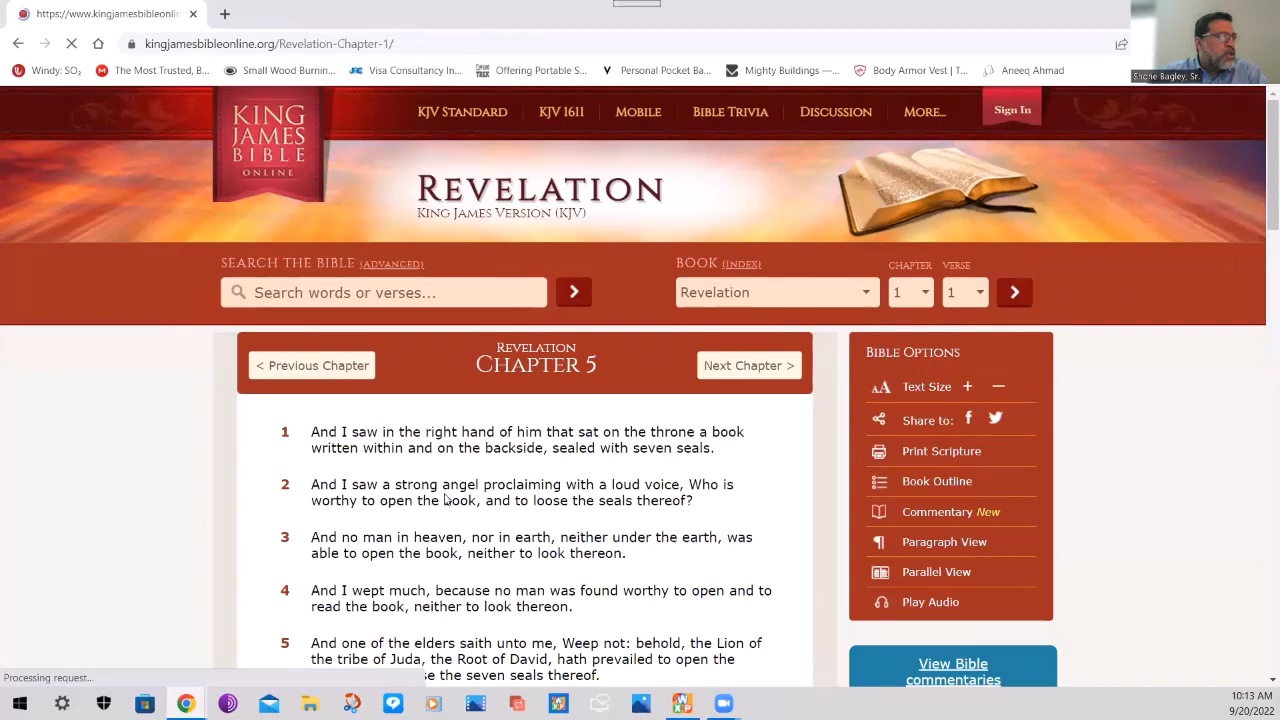 https://www.kingjamesbibleonlin
kingjamesbibleonline.org/Revelation-Chapter-1/
Windy: SO₂
The Most Trusted, B...
Small Wood Burnin...
Visa Consultancy In...
Offering Portable S...
Personal Pocket Ba...
Mighty Buildings —...
Body Armor Vest | T...
Aneeq Ahmad
Shone Bagley, Sr.
KING
JAMES
BIBLE
ONLINE
KJV STANDARD
KJV 1611
MOBILE
BIBLE TRIVIA
DISCUSSION
MORE...
Sign In
REVELATION
KING JAMES VERSION (KJV)
SEARCH THE BIBLE (ADVANCED)
Search words or verses...
BOOK (INDEX)
CHAPTER
VERSE
Revelation
1
1
< Previous Chapter
REVELATION
CHAPTER 5
Next Chapter >
1 And I saw in the right hand of him that sat on the throne a book
written within and on the backside, sealed with seven seals.
2 And I saw a strong angel proclaiming with a loud voice, Who is
worthy to open the book, and to loose the seals thereof?
3 And no man in heaven, nor in earth, neither under the earth, was
able to open the book, neither to look thereon.
4 And I wept much, because no man was found worthy to open and to
read the book, neither to look thereon.
5 And one of the elders saith unto me, Weep not: behold, the Lion of
the tribe of Juda, the Root of David, hath prevailed to open the
se the seven seals thereof.
BIBLE OPTIONS
AA Text Size + −
Share to:
Print Scripture
Book Outline
Commentary New
Paragraph View
Parallel View
Play Audio
View Bible
commentaries
Processing request...
10:13 AM
9/20/2022